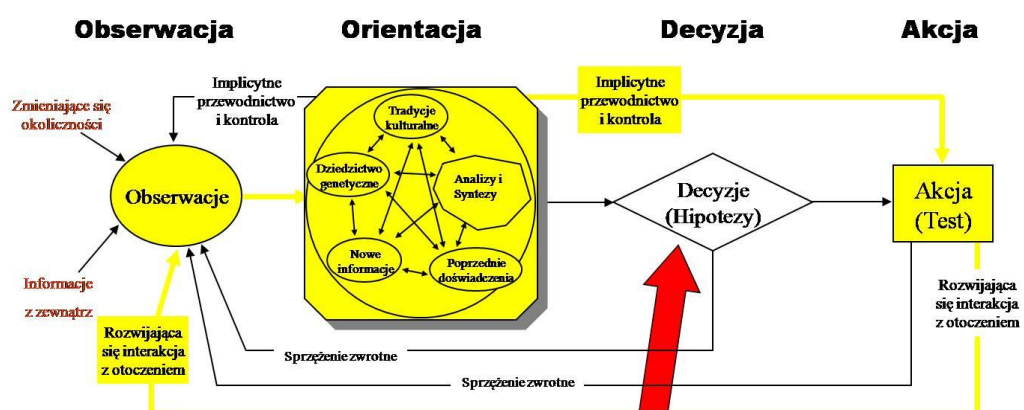 Obserwacja
Orientacja
Decyzja
Akcja
Zmieniające się
okoliczności
Implicytne
przewodnictwo
i kontrola
Implicytne
przewodnictwo
i kontrola
Tradycje
kulturalne
Dziedzictwo
genetyczne
Analizy i
Syntezy
Nowe
informacje
Poprzednie
doświadczenia
Obserwacje
Decyzje
(Hipotezy)
Akcja
(Test)
Informacje
z zewnątrz
Rozwijająca
się interakcja
z otoczeniem
Rozwijająca
się interakcja
z otoczeniem
Sprzężenie zwrotne
Sprzężenie zwrotne